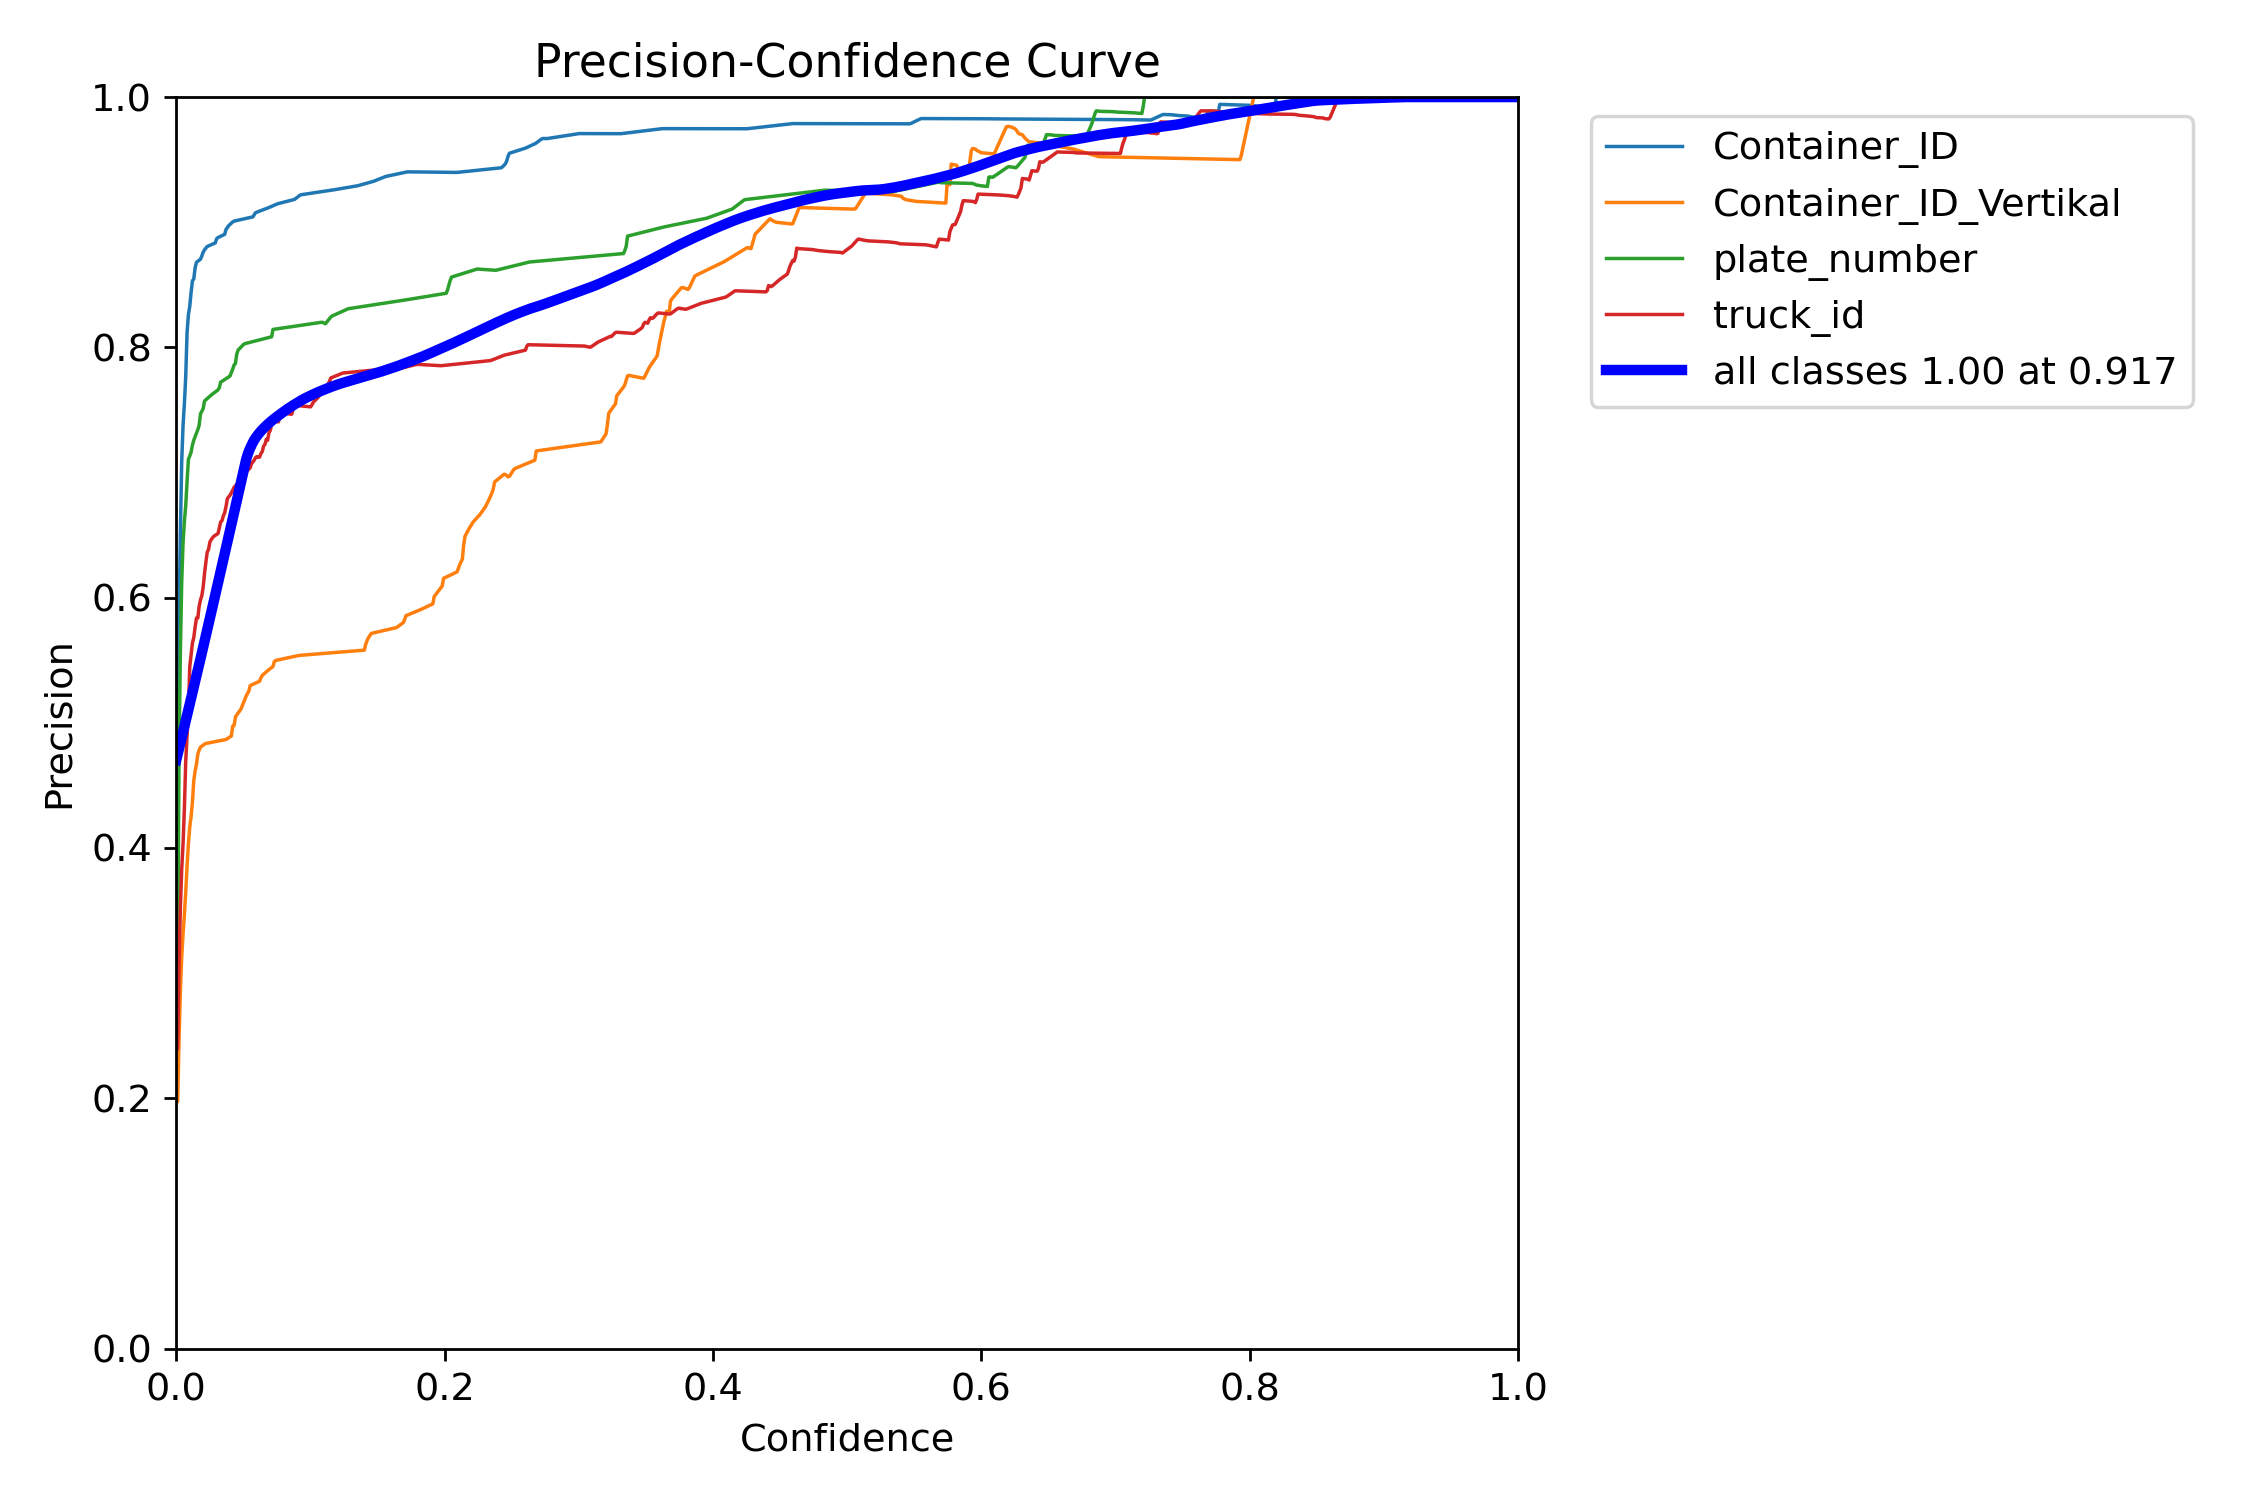 Precision-Confidence Curve
1.0
0.8
0.6
0.4
0.2
0.0
Precision
0.0 0.2 0.4 0.6 0.8 1.0
Confidence
Container_ID
Container_ID_Vertikal
plate_number
truck_id
all classes 1.00 at 0.917